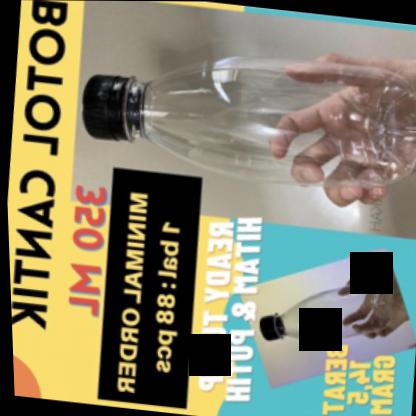 BOTOL CANTIK
350 ML
MINIMAL ORDER
1 bal : 88 pcs
READY
HITAM & PUTIH
BERAT
14,5
GRAM